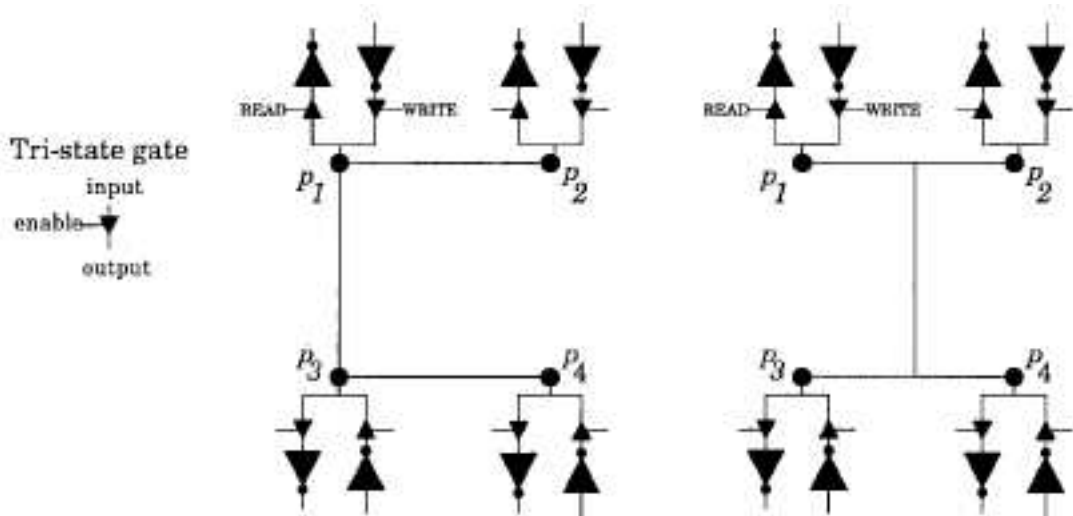 READ
WRITE
READ
WRITE
Tri-state gate
input
enable
output
p1
p2
p1
p2
p3
p4
p3
p4